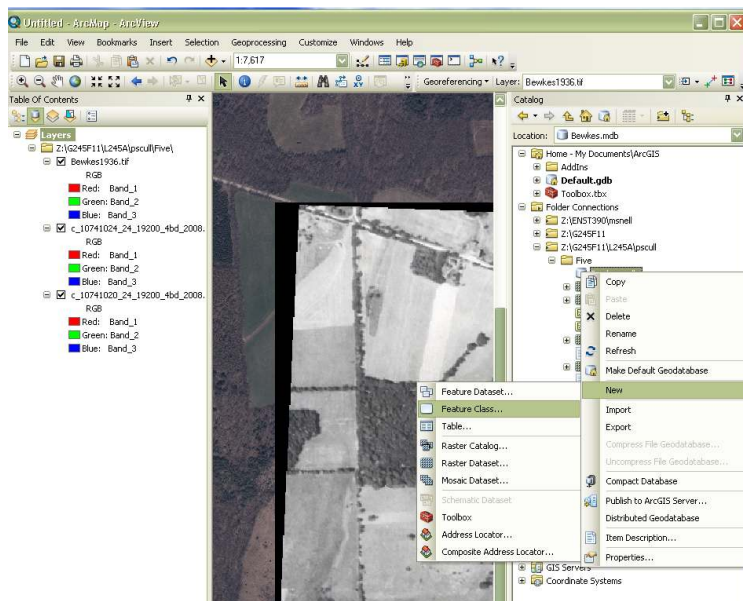 Untitled - ArcMap - ArcView
File Edit View Bookmarks Insert Selection Geoprocessing Customize Windows Help
1:7,617
Georeferencing Layer: Bewkes1936.tif
Table Of Contents
Layers
Z:\G245F11\L245A\pscull\Five\
Bewkes1936.tif
RGB
Red: Band_1
Green: Band_2
Blue: Band_3
c_10741024_24_19200_4bd_2008.
RGB
Red: Band_1
Green: Band_2
Blue: Band_3
c_10741020_24_19200_4bd_2008.
RGB
Red: Band_1
Green: Band_2
Blue: Band_3
Catalog
Location: Bewkes.mdb
Home - My Documents\ArcGIS
AddIns
Default.gdb
Toolbox.tbx
Folder Connections
Z:\ENST390\msnell
Z:\G245F11
Z:\G245F11\L245A\pscull
Five
Copy
Paste
Delete
Rename
Refresh
Make Default Geodatabase
New
Import
Export
Compress File Geodatabase...
Uncompress File Geodatabase...
Compact Database
Publish to ArcGIS Server...
Distributed Geodatabase
Item Description...
Properties...
Feature Dataset...
Feature Class...
Table...
Raster Catalog...
Raster Dataset...
Mosaic Dataset...
Schematic Dataset
Toolbox
Address Locator...
Composite Address Locator...
GIS Servers
Coordinate Systems